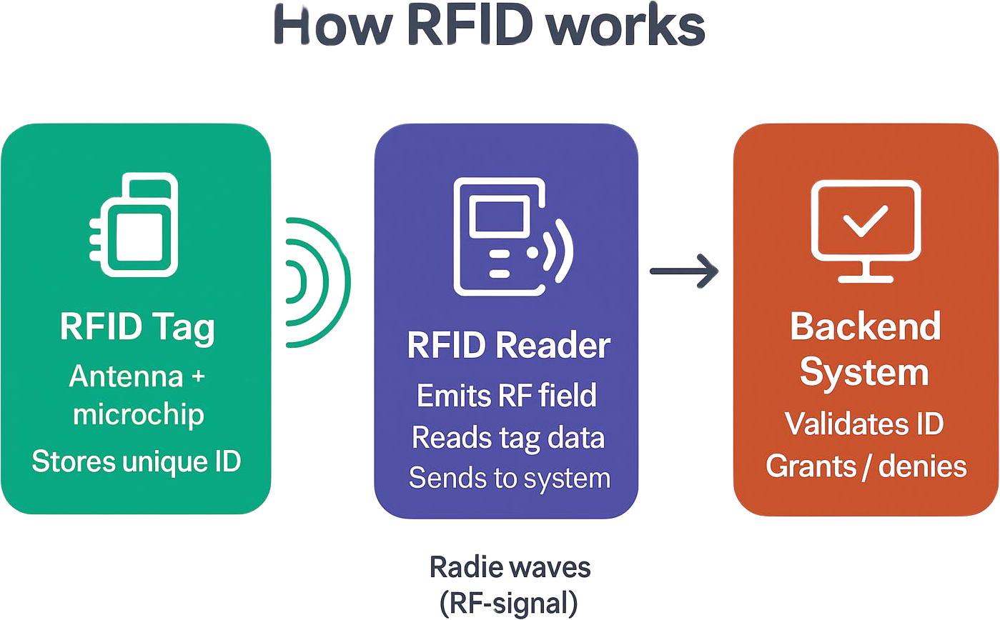 How RFID works
RFID Tag
Antenna +
microchip
Stores unique ID
RFID Reader
Emits RF field
Reads tag data
Sends to system
Backend
System
Validates ID
Grants / denies
Radie waves
(RF-signal)